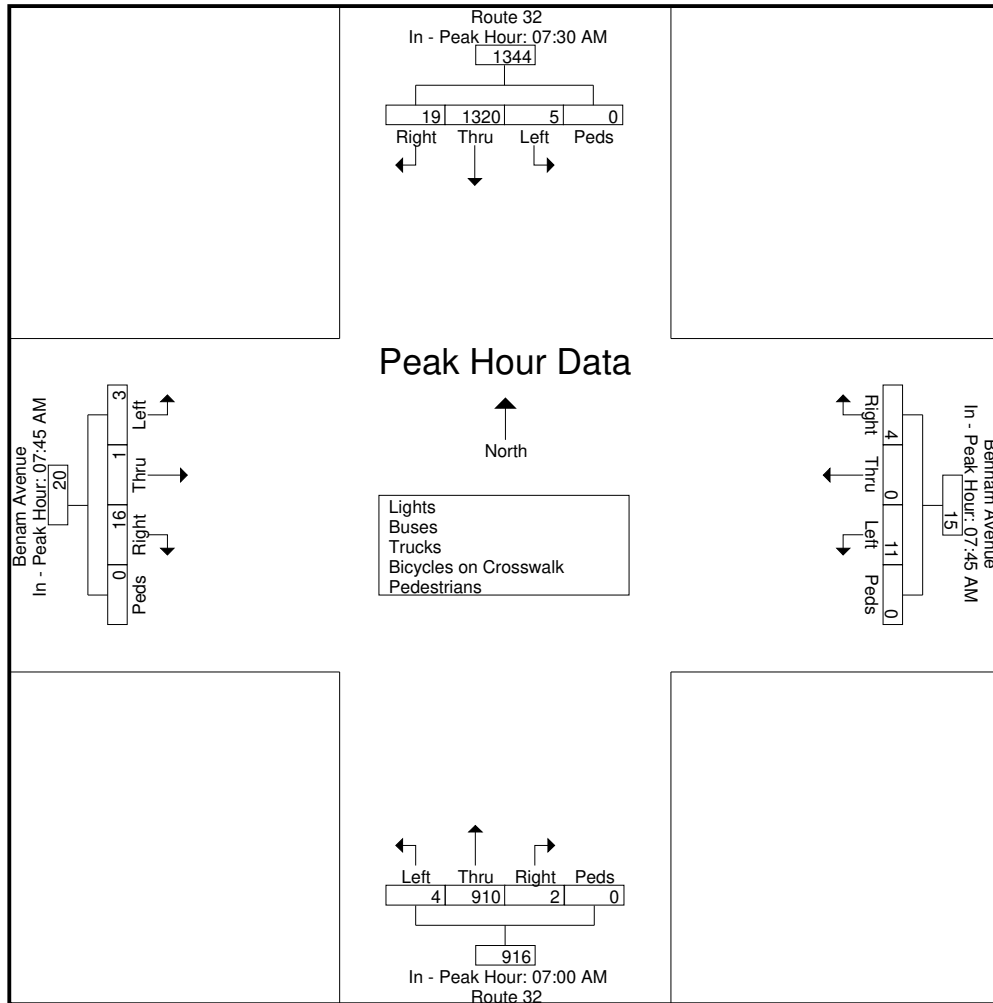 Route 32
In - Peak Hour: 07:30 AM
1344
19 1320 5 0
Right Thru Left Peds
Peak Hour Data
North
Benam Avenue
In - Peak Hour: 07:45 AM
20
3 1 16 0
Left Thru Right Peds
Lights
Buses
Trucks
Bicycles on Crosswalk
Pedestrians
Avenue
In - Peak Hour: 07:45 AM
15
4 0 11 0
Right Thru Left Peds
Left Thru Right Peds
4 910 2 0
916
In - Peak Hour: 07:00 AM
Route 32